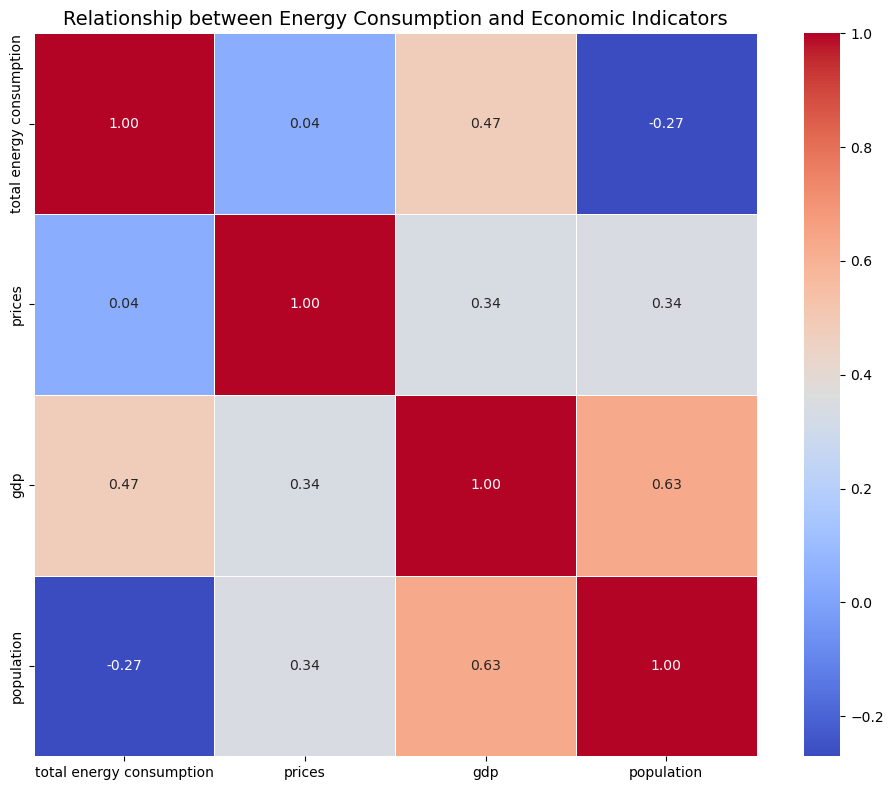 Relationship between Energy Consumption and Economic Indicators
total energy consumption
1.00 0.04 0.47 -0.27
prices
0.04 1.00 0.34 0.34
gdp
0.47 0.34 1.00 0.63
population
-0.27 0.34 0.63 1.00
total energy consumption prices gdp population
1.0
0.8
0.6
0.4
0.2
0.0
−0.2